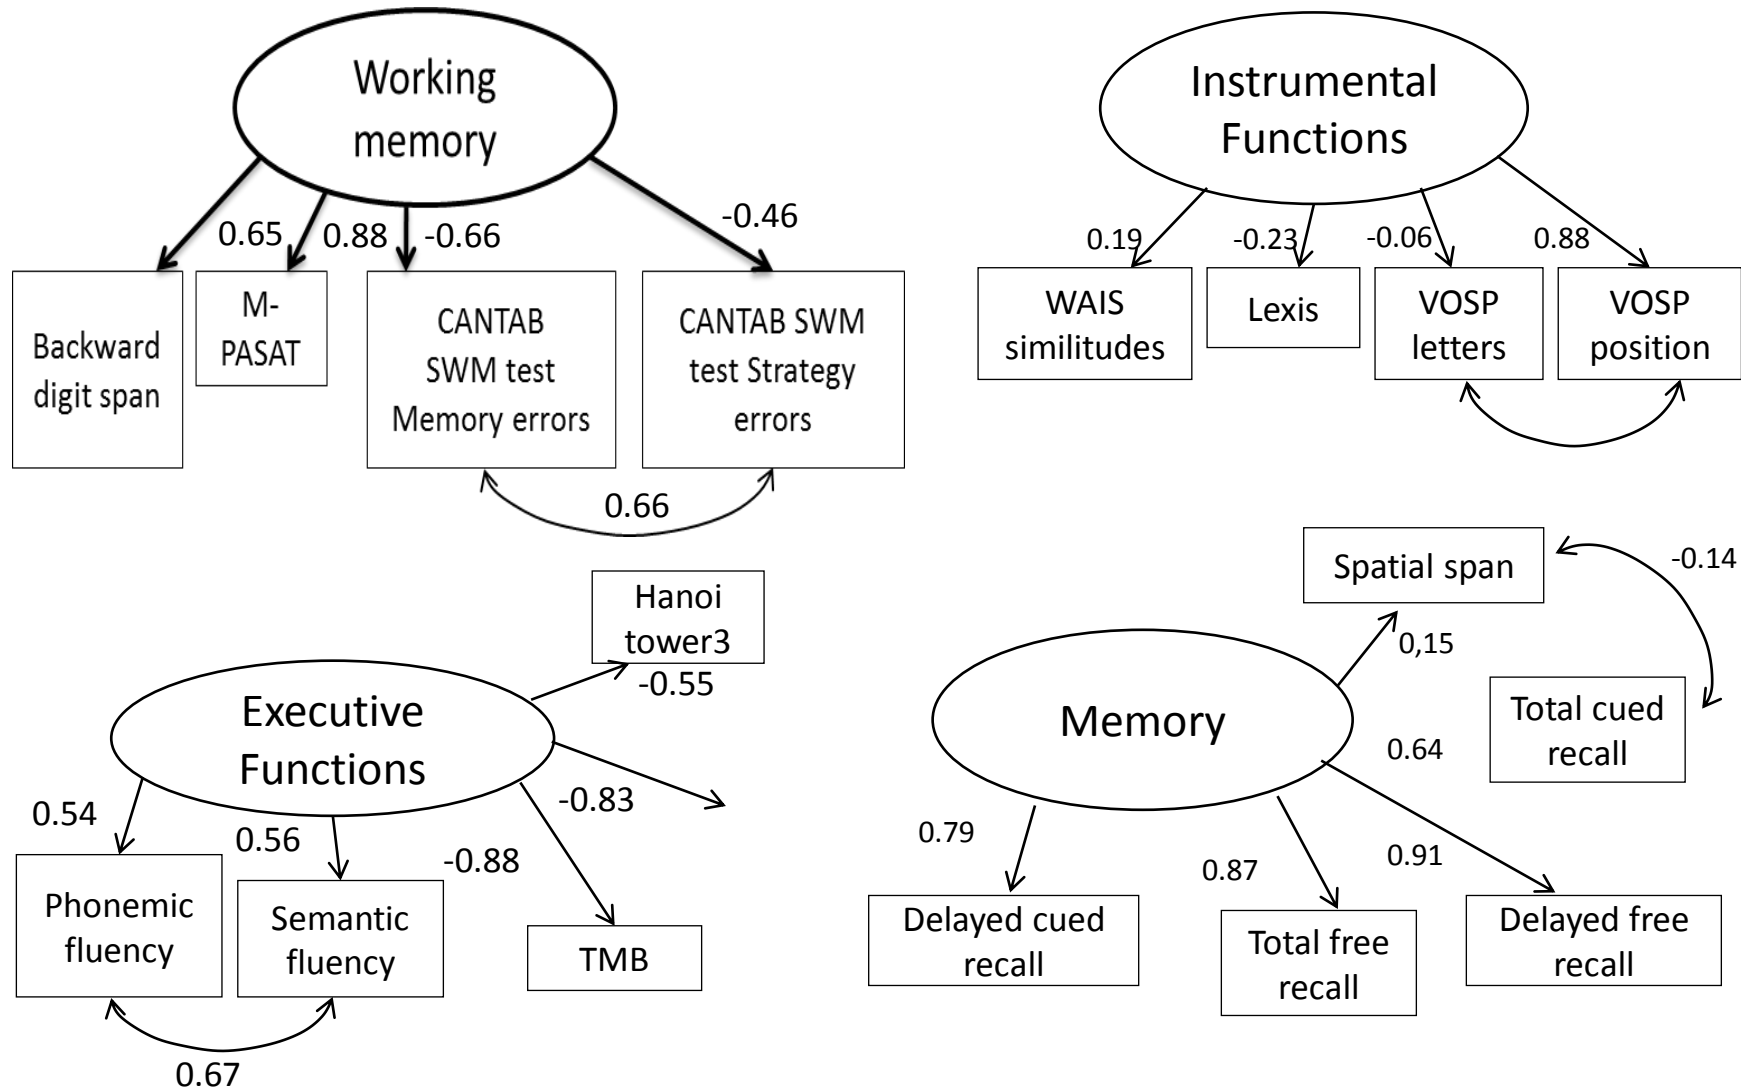 Working
memory
0.65
0.88
-0.66
-0.46
Backward
digit span
M-
PASAT
CANTAB
SWM test
Memory errors
CANTAB SWM
test Strategy
errors
0.66
Instrumental
Functions
0.19
-0.23
-0.06
0.88
WAIS
similitudes
Lexis
VOSP
letters
VOSP
position
Hanoi
tower3
-0.55
Executive
Functions
0.54
0.56
-0.88
-0.83
Phonemic
fluency
Semantic
fluency
TMB
0.67
Spatial span
-0.14
0,15
Memory
Total cued
recall
0.64
0.79
0.87
0.91
Delayed cued
recall
Total free
recall
Delayed free
recall